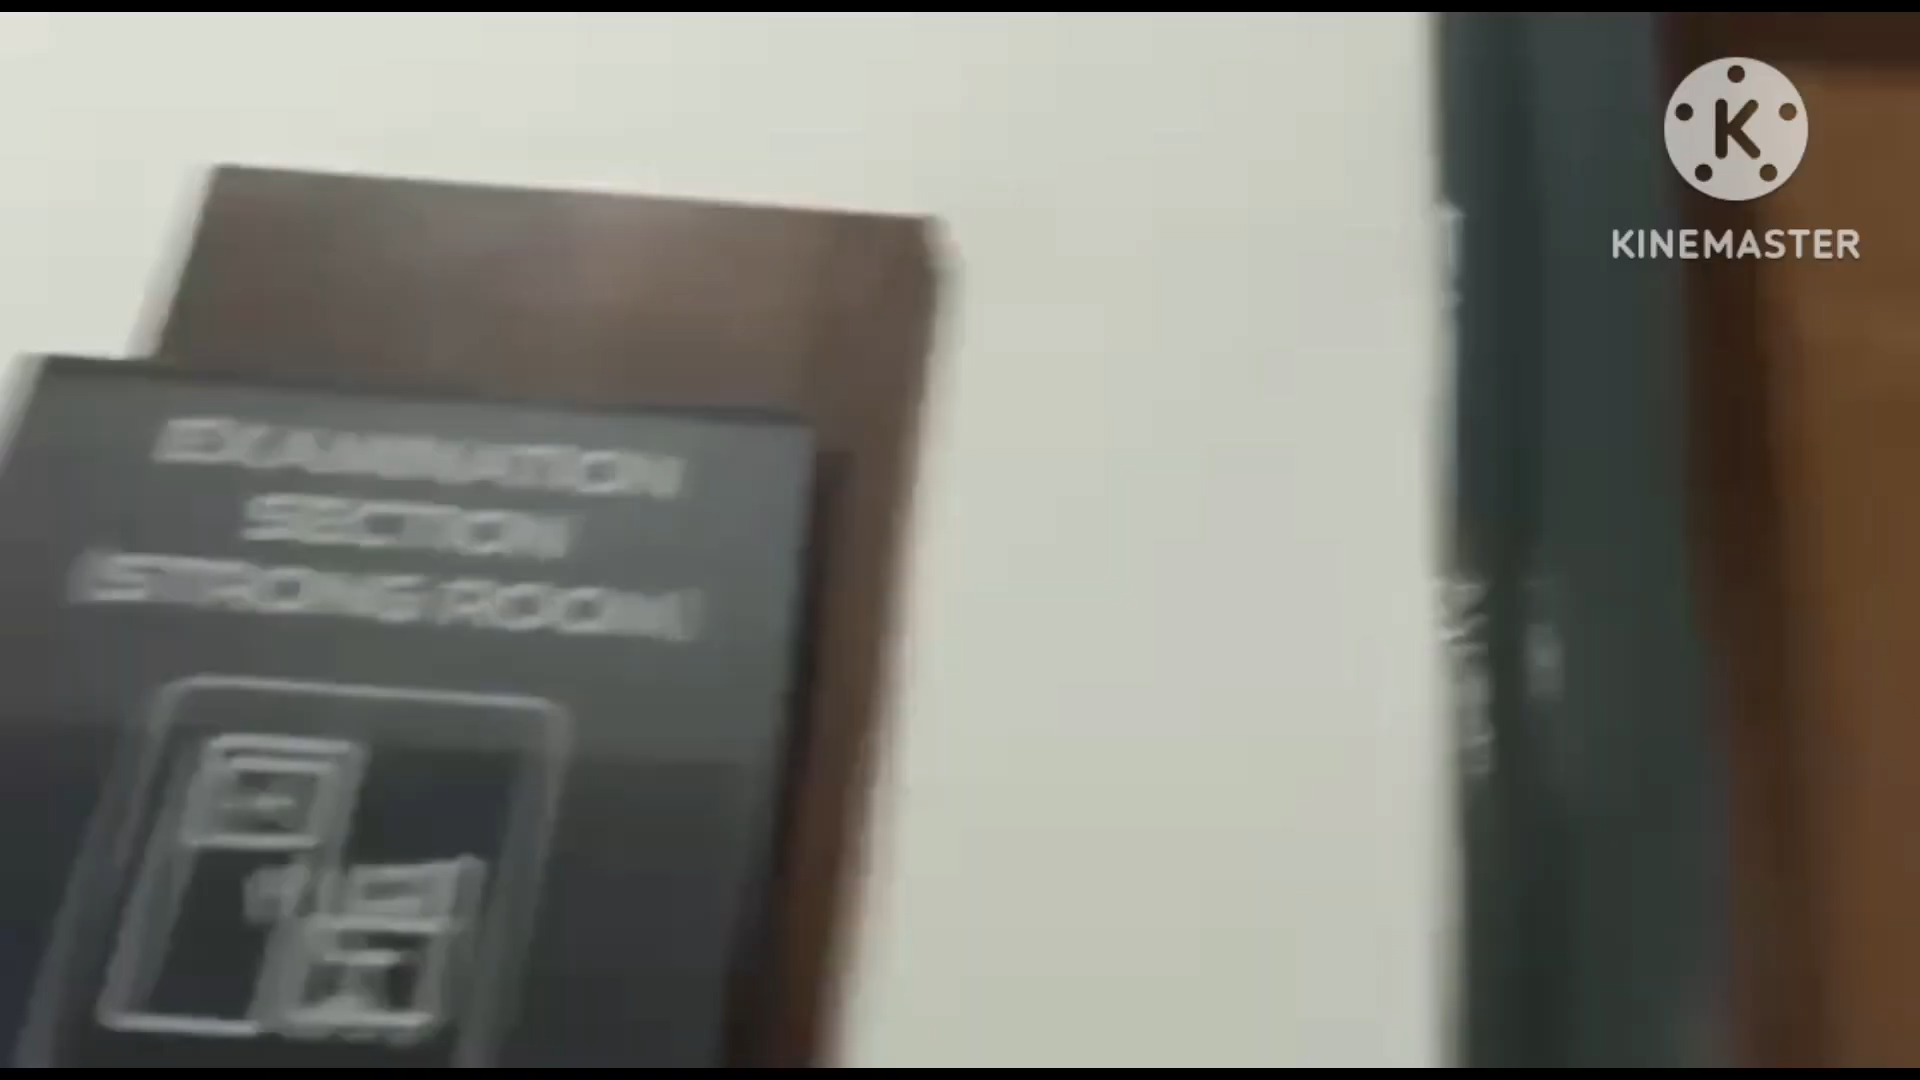 EXAMINATION
SECTION
(STRONG ROOM)
K
KINEMASTER